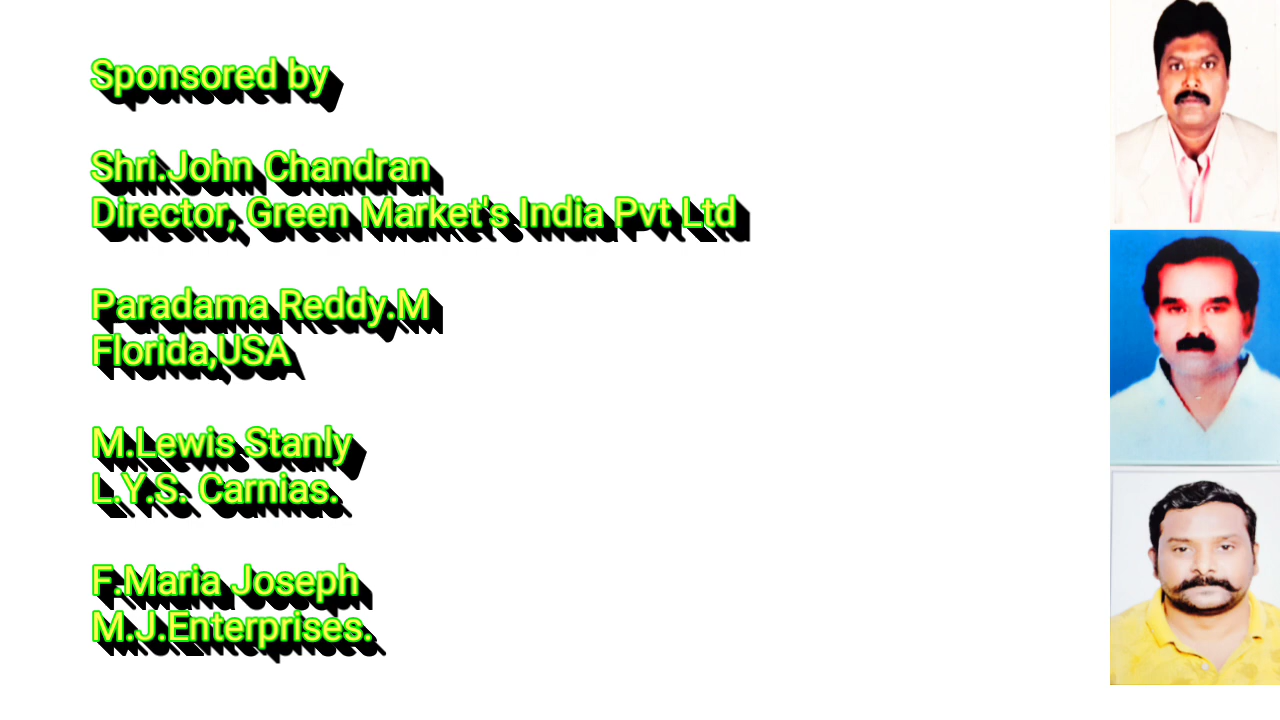 Sponsored by
Shri.John Chandran
Director, Green Market's India Pvt Ltd
Paradama Reddy.M
Florida,USA
M.Lewis Stanly
L.Y.S. Carnias.
F.Maria Joseph
M.J.Enterprises.